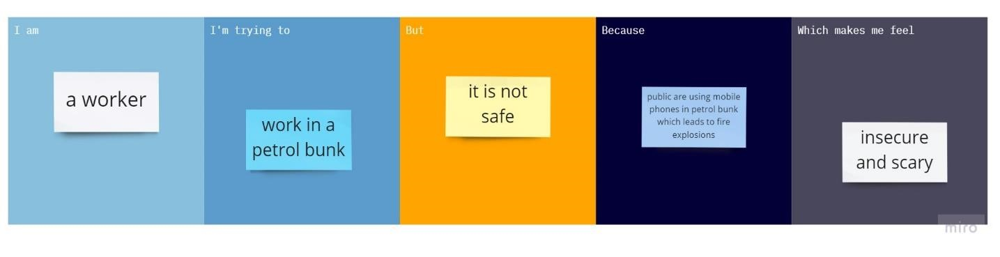 I am
a worker
I'm trying to
work in a
petrol bunk
But
it is not
safe
Because
public are using mobile
phones in petrol bunk
which leads to fire
explosions
Which makes me feel
insecure
and scary
miro